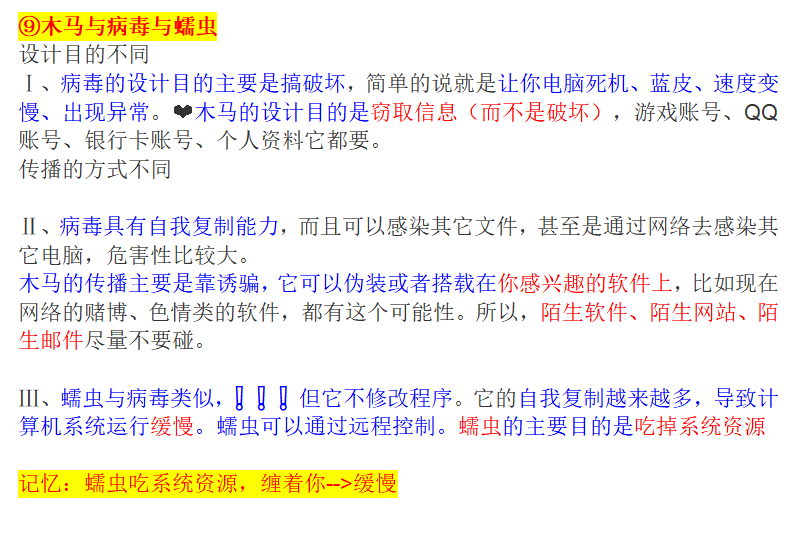 ⑨木马与病毒与蠕虫
设计目的不同
Ⅰ、病毒的设计目的主要是搞破坏，简单的说就是让你电脑死机、蓝皮、速度变
慢、出现异常。❤木马的设计目的是窃取信息（而不是破坏），游戏账号、QQ
账号、银行卡账号、个人资料它都要。
传播的方式不同
Ⅱ、病毒具有自我复制能力，而且可以感染其它文件，甚至是通过网络去感染其
它电脑，危害性比较大。
木马的传播主要是靠诱骗，它可以伪装或者搭载在你感兴趣的软件上，比如现在
网络的赌博、色情类的软件，都有这个可能性。所以，陌生软件、陌生网站、陌
生邮件尽量不要碰。
Ⅲ、蠕虫与病毒类似，❗❗❗但它不修改程序。它的自我复制越来越多，导致计
算机系统运行缓慢。蠕虫可以通过远程控制。蠕虫的主要目的是吃掉系统资源
记忆：蠕虫吃系统资源，缠着你-->缓慢